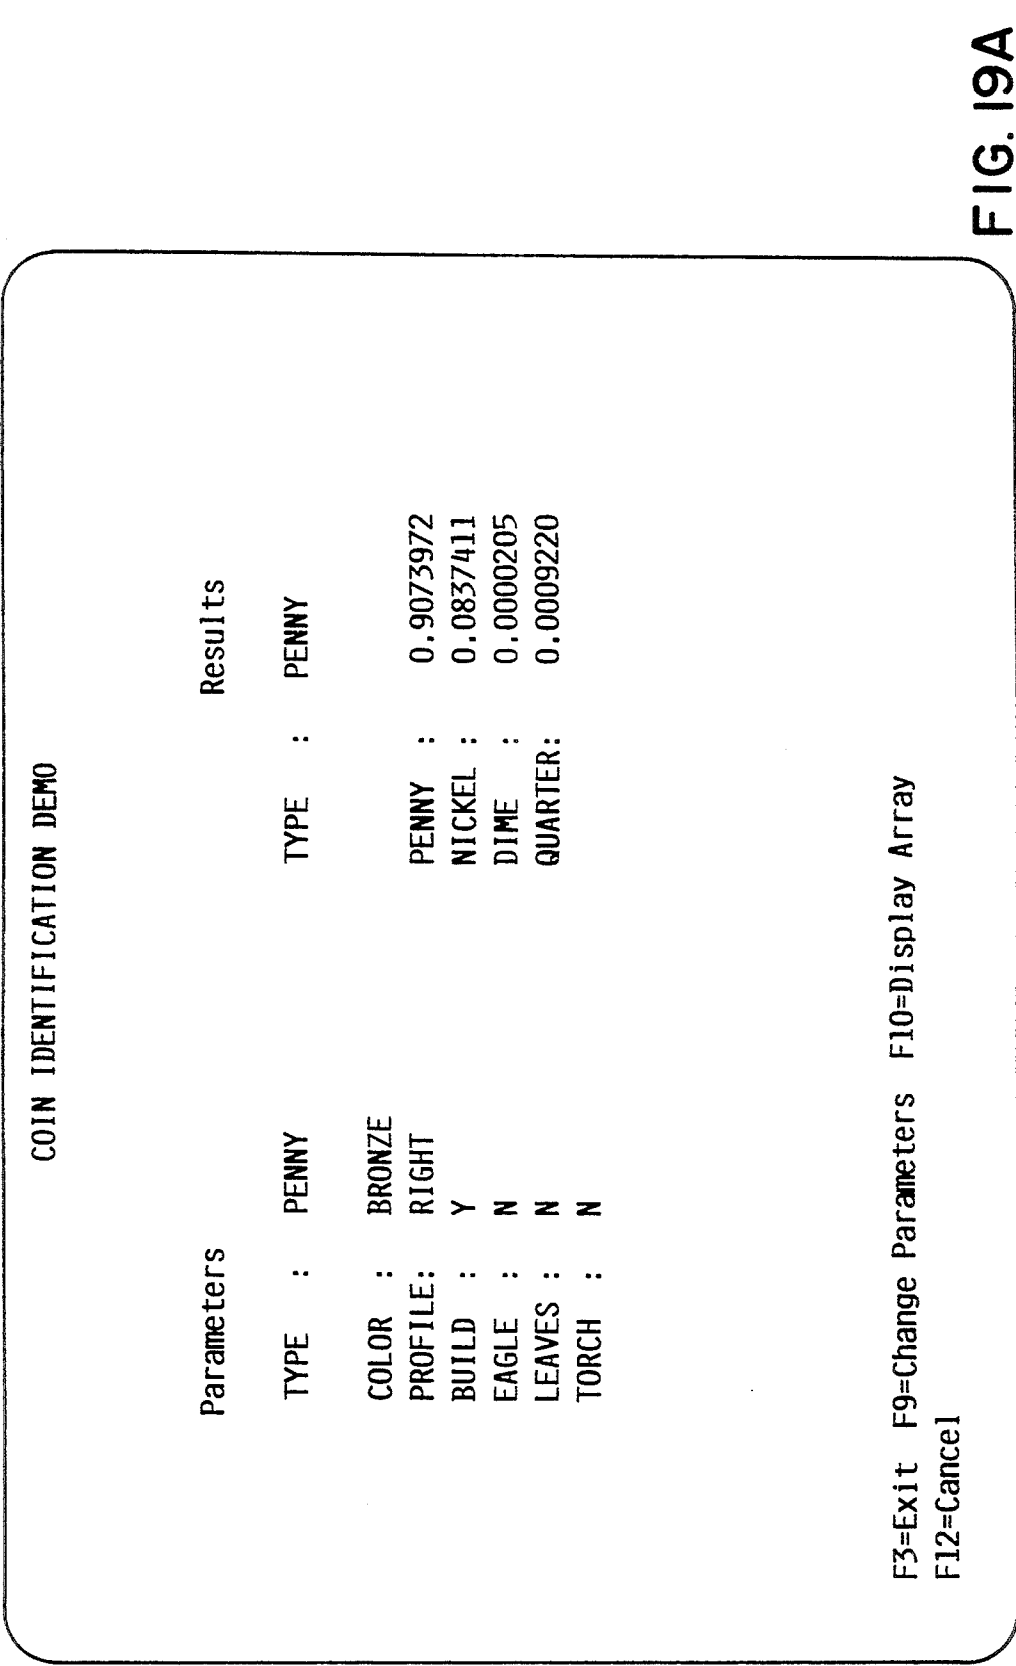 COIN IDENTIFICATION DEMO
Parameters Results
TYPE : PENNY TYPE : PENNY
COLOR : BRONZE
PROFILE: RIGHT PENNY : 0.9073972
BUILD : Y NICKEL : 0.0837411
EAGLE : N DIME : 0.0000205
LEAVES : N QUARTER: 0.0009220
TORCH : N
F3=Exit F9=Change Parameters F10=Display Array
F12=Cancel
FIG. 19A